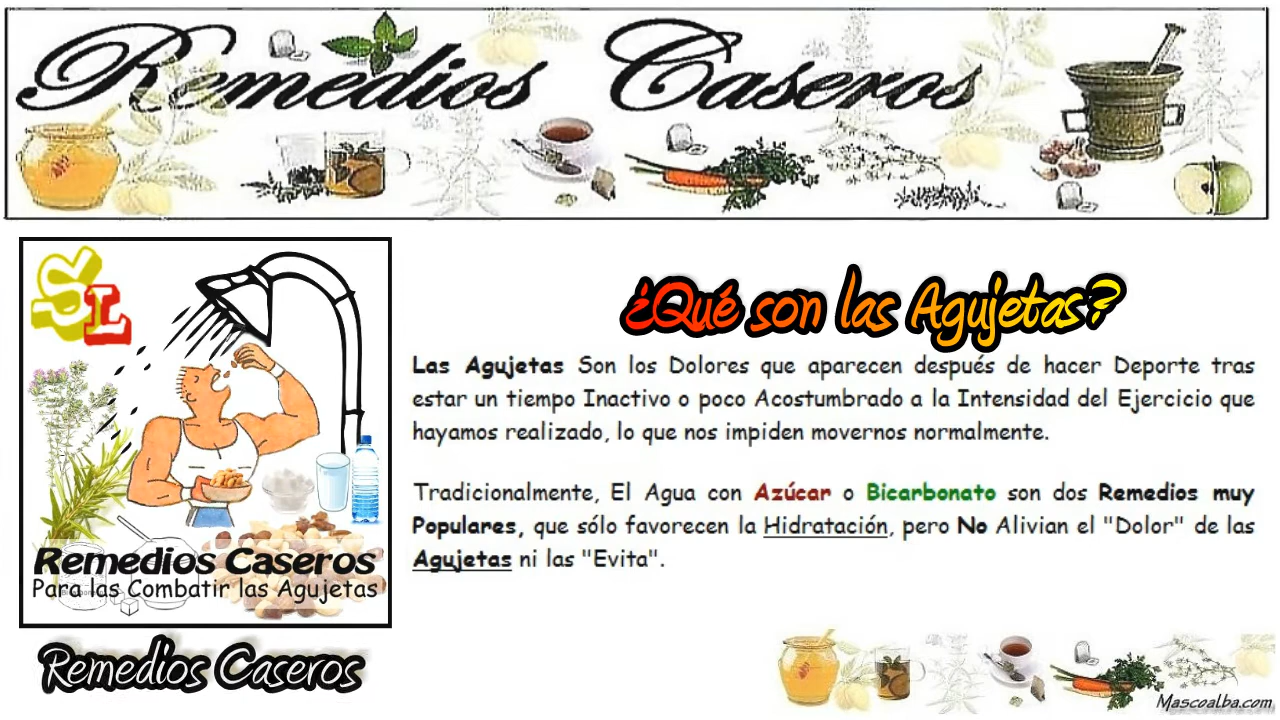 Remedios Caseros
SL
¿Qué son las Agujetas?
Las Agujetas Son los Dolores que aparecen después de hacer Deporte tras
estar un tiempo Inactivo o poco Acostumbrado a la Intensidad del Ejercicio que
hayamos realizado, lo que nos impiden movernos normalmente.
Tradicionalmente, El Agua con Azúcar o Bicarbonato son dos Remedios muy
Populares, que sólo favorecen la Hidratación, pero No Alivian el "Dolor" de las
Agujetas ni las "Evita".
Remedios Caseros
Para las Combatir las Agujetas
Remedios Caseros
Mascoalba.com